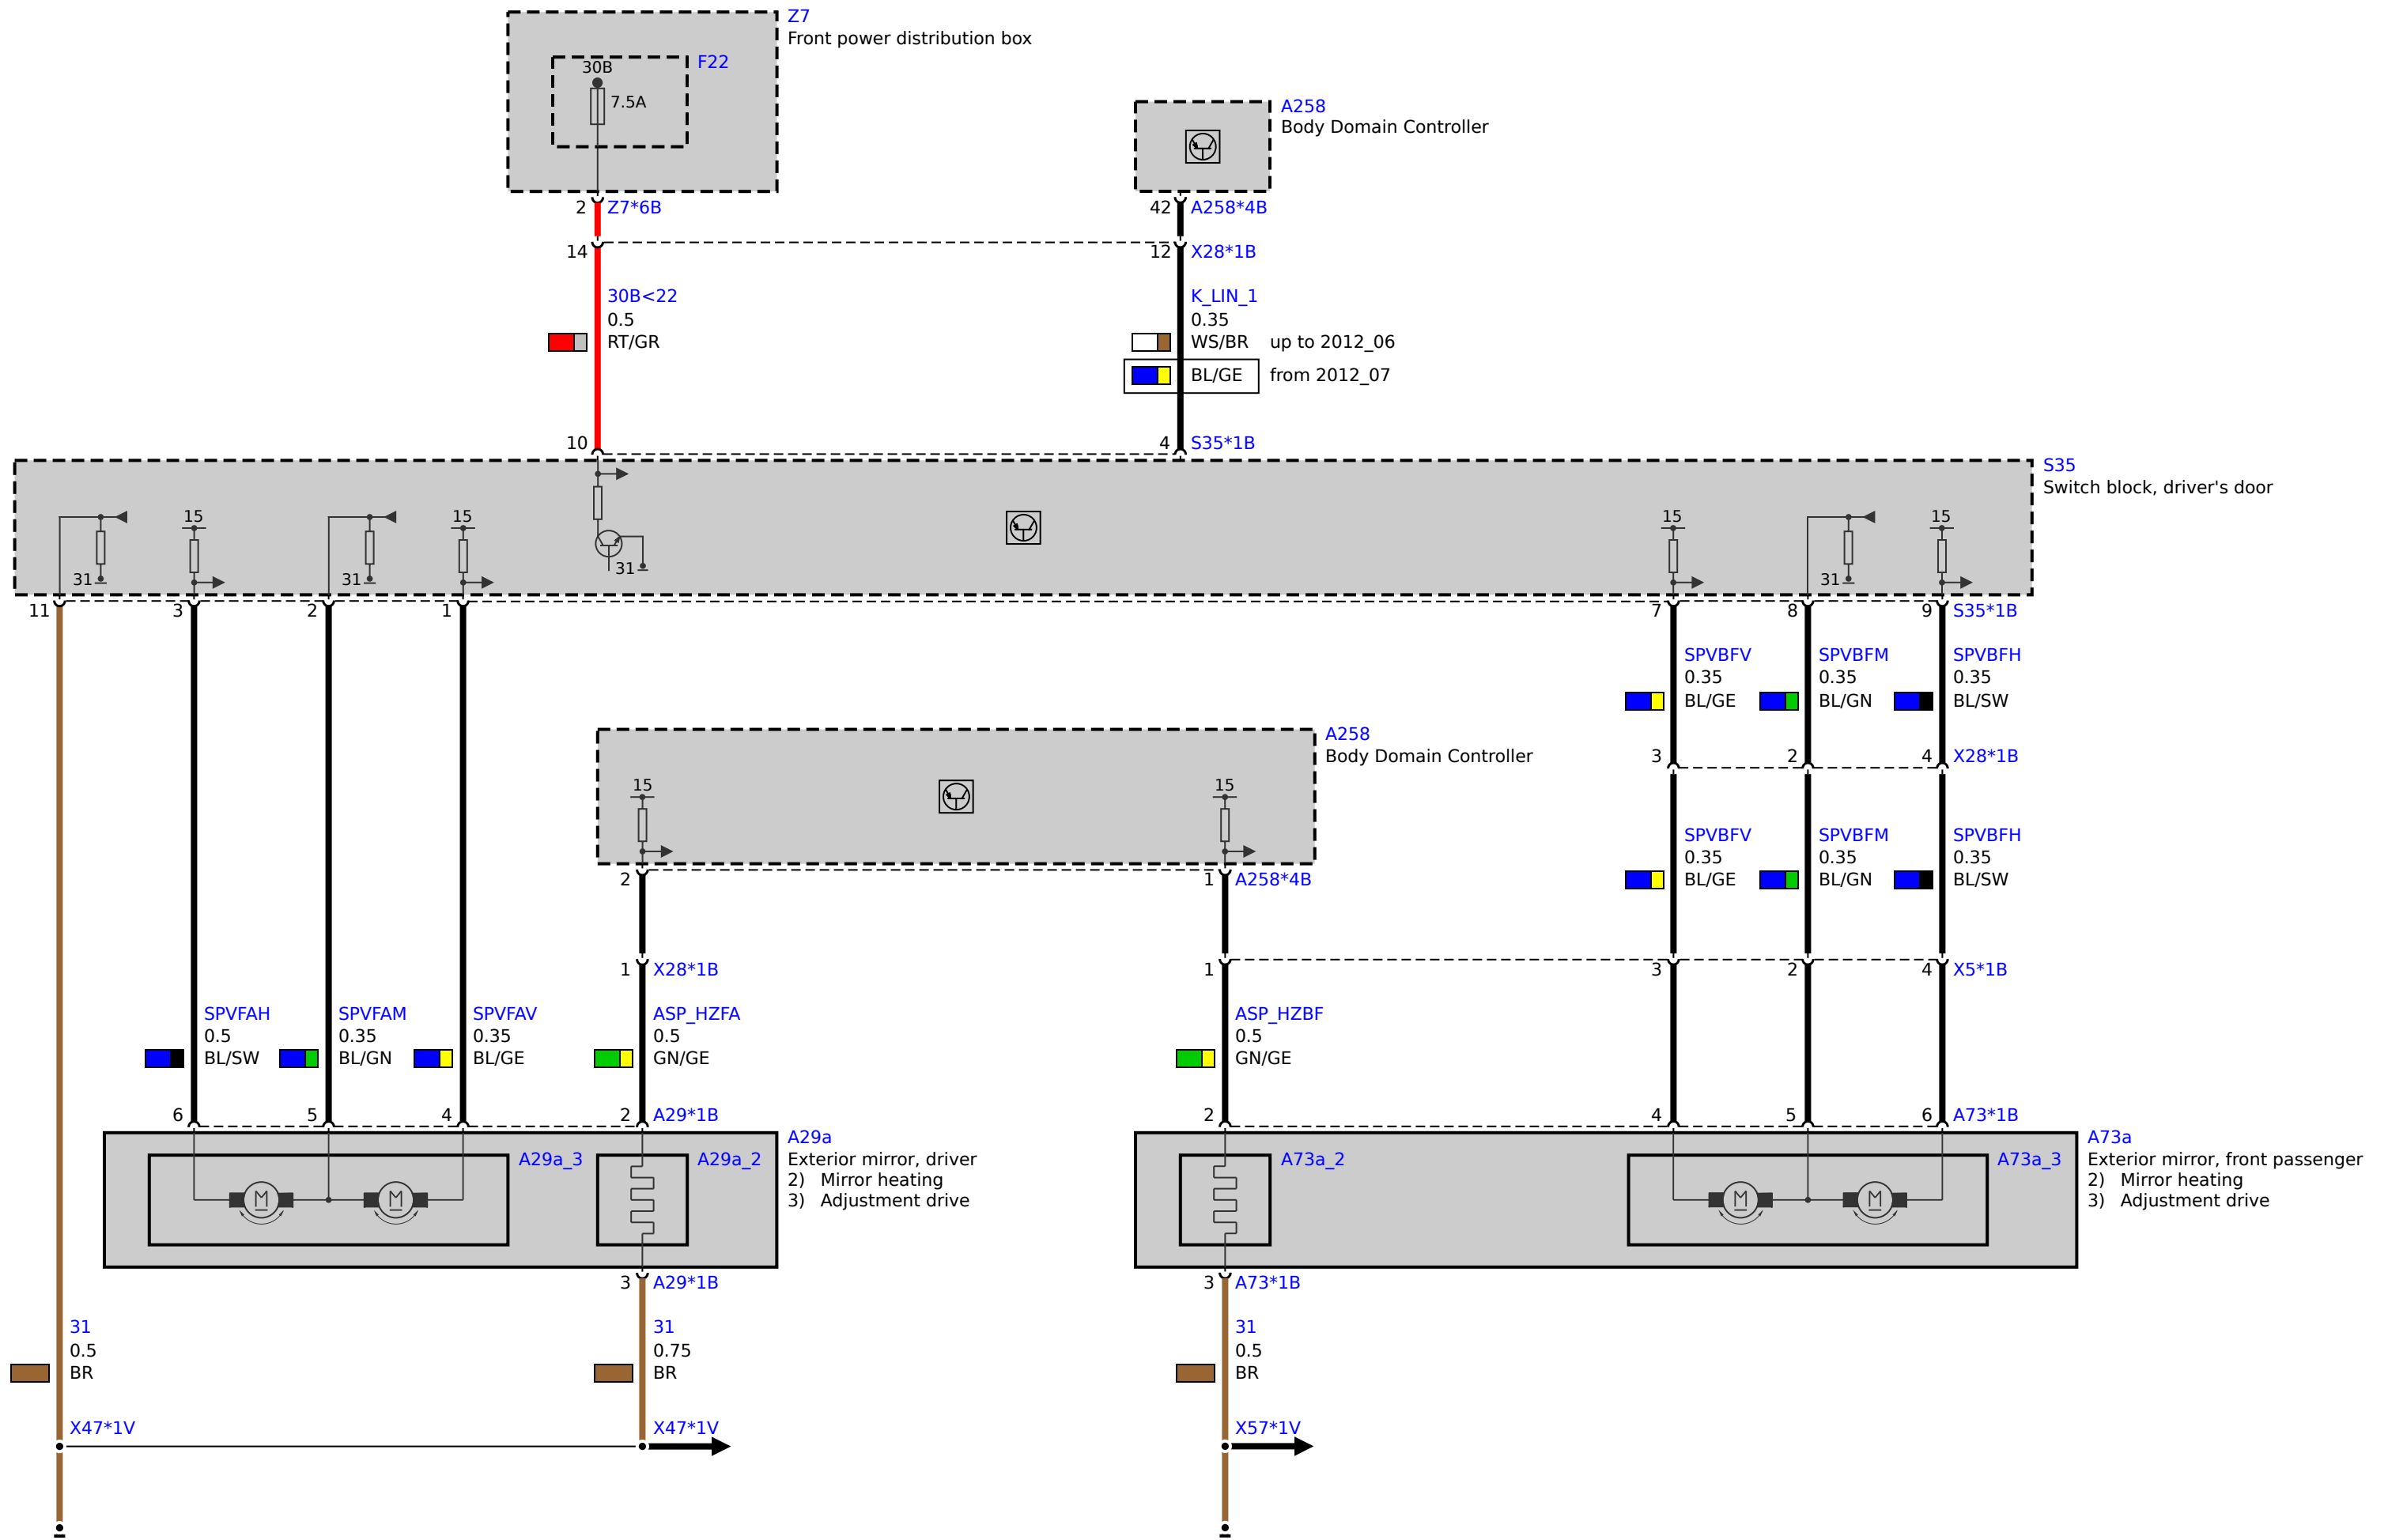 Z7
Front power distribution box
30B
F22
7.5A
A258
Body Domain Controller
2 Z7*6B
42 A258*4B
14
12 X28*1B
30B<22
0.5
RT/GR
K_LIN_1
0.35
WS/BR up to 2012_06
BL/GE from 2012_07
10
4 S35*1B
S35
Switch block, driver's door
15
15
15
15
31
31
31
31
11
3
2
1
7
8
9 S35*1B
SPVBFV
0.35
BL/GE
SPVBFM
0.35
BL/GN
SPVBFH
0.35
BL/SW
A258
Body Domain Controller
3
2
4 X28*1B
15
15
SPVBFV
0.35
BL/GE
SPVBFM
0.35
BL/GN
SPVBFH
0.35
BL/SW
2
1 A258*4B
1 X28*1B
1
3
2
4 X5*1B
SPVFAH
0.5
BL/SW
SPVFAM
0.35
BL/GN
SPVFAV
0.35
BL/GE
ASP_HZFA
0.5
GN/GE
ASP_HZBF
0.5
GN/GE
6
5
4
2 A29*1B
2
4
5
6 A73*1B
A29a
Exterior mirror, driver
2) Mirror heating
3) Adjustment drive
A29a_3
A29a_2
M
M
A73a
Exterior mirror, front passenger
2) Mirror heating
3) Adjustment drive
A73a_2
A73a_3
M
M
3 A29*1B
3 A73*1B
31
0.5
BR
31
0.75
BR
31
0.5
BR
X47*1V
X47*1V
X57*1V